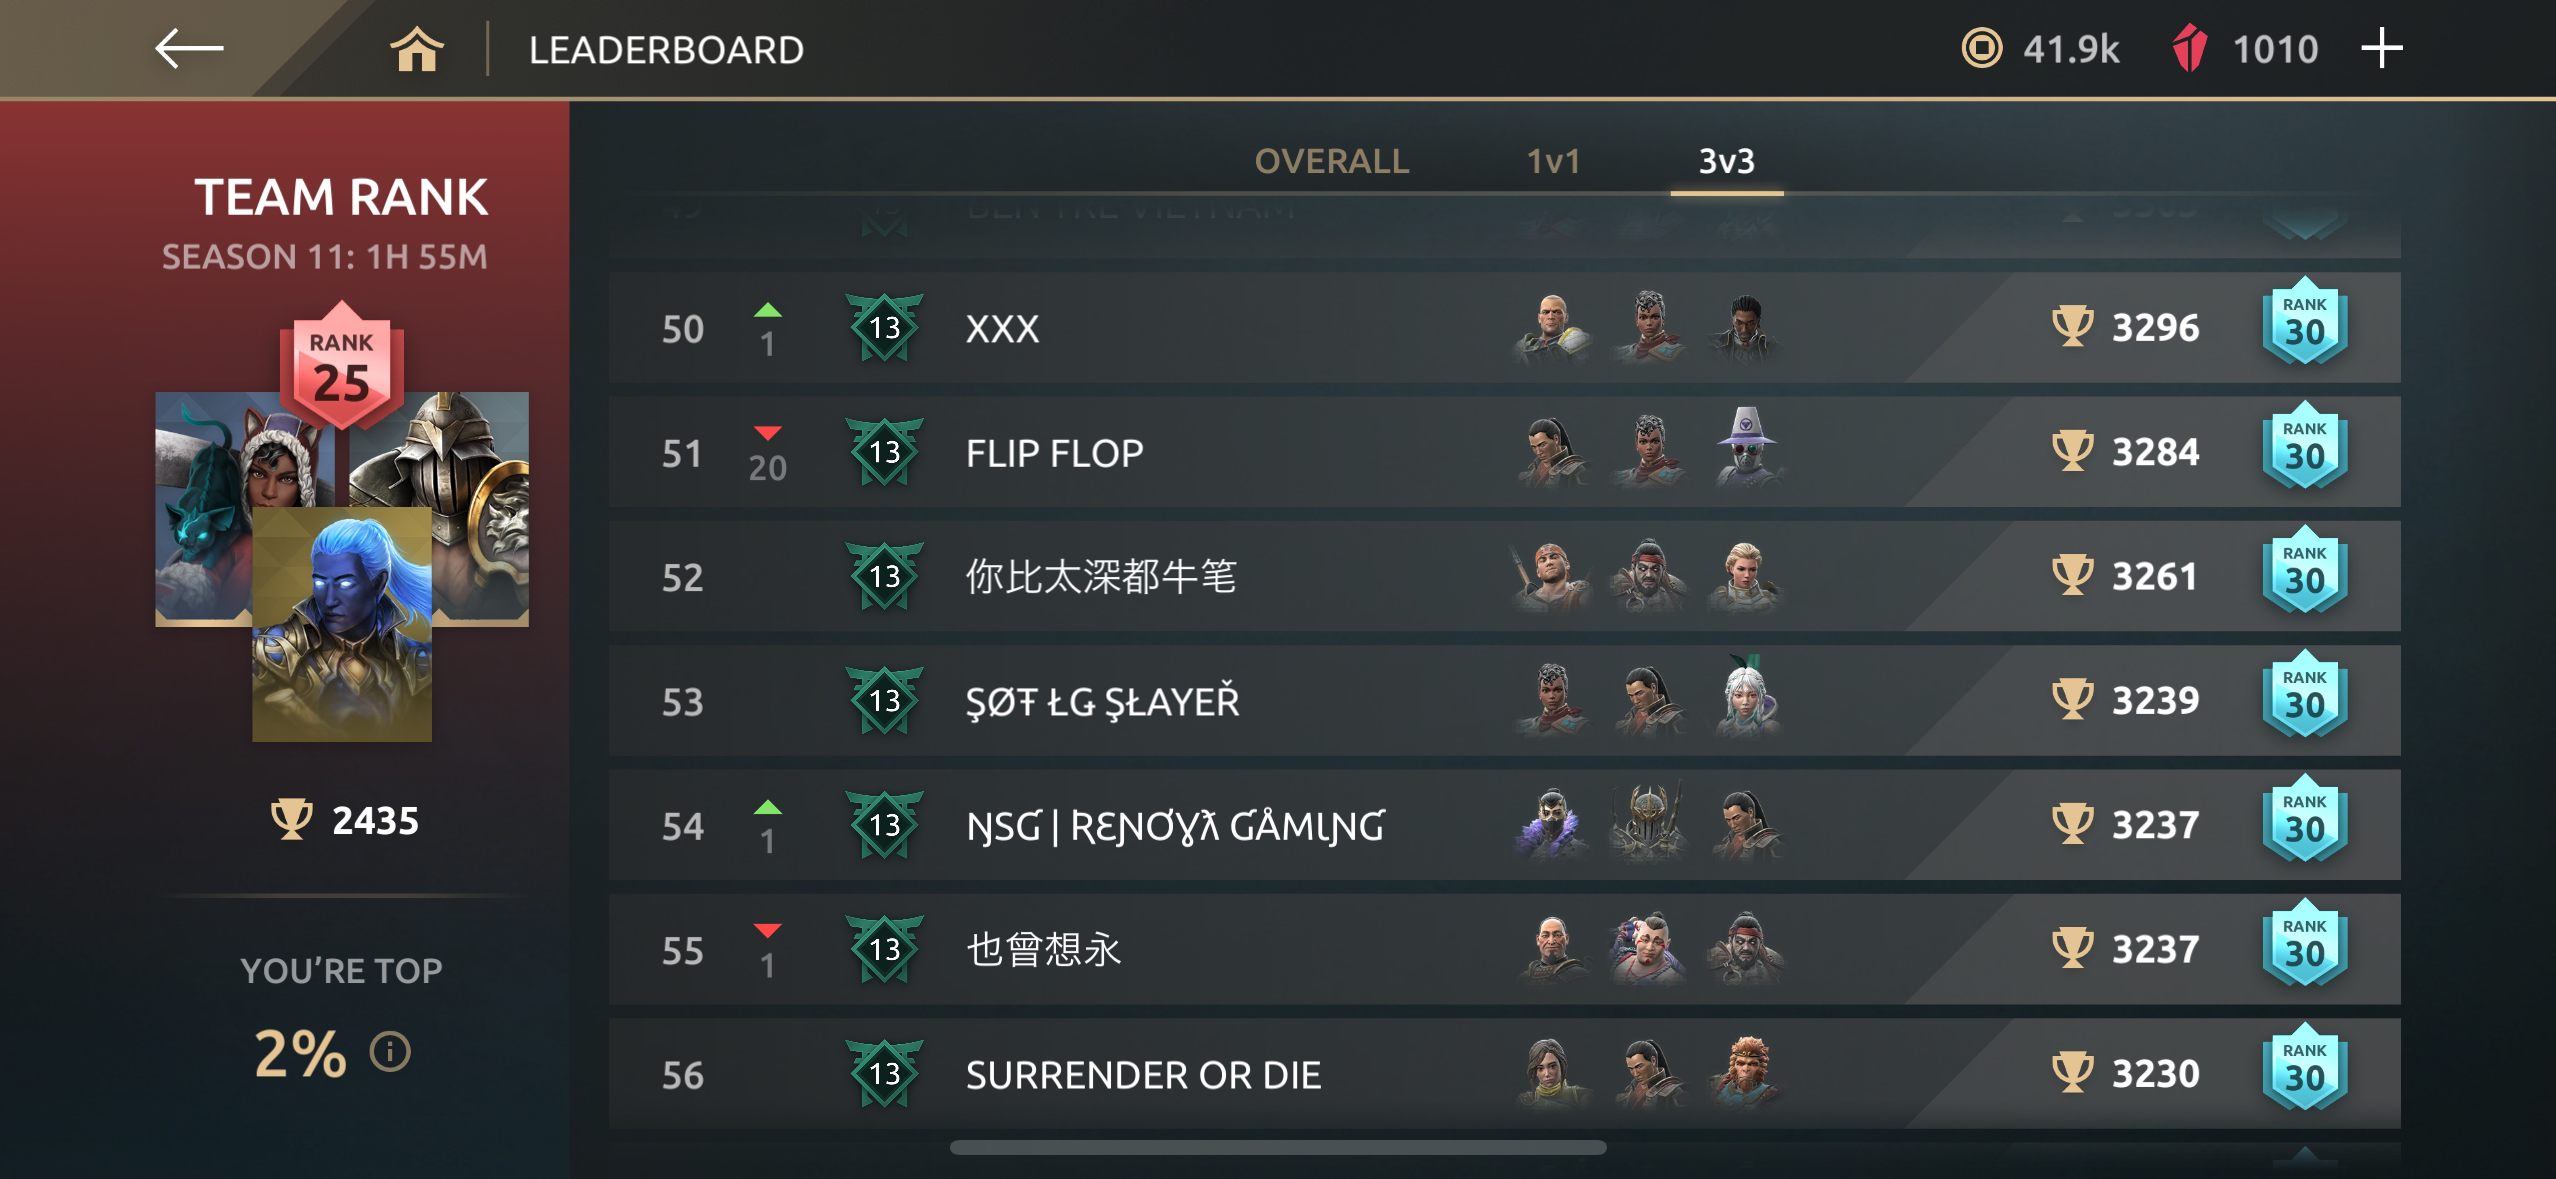 LEADERBOARD
41.9k
1010
TEAM RANK
SEASON 11: 1H 55M
RANK
25
2435
YOU'RE TOP
2%
OVERALL 1v1 3v3
50 1 13 XXX 3296 RANK 30
51 20 13 FLIP FLOP 3284 RANK 30
52 13 你比太深都牛笔 3261 RANK 30
53 13 ŞØŦ ŁǤ ŞŁAYEŘ 3239 RANK 30
54 1 13 ŊSƓ | ƦƐƝƠƔƛ ƓÅMƖƝƓ 3237 RANK 30
55 1 13 也曾想永 3237 RANK 30
56 13 SURRENDER OR DIE 3230 RANK 30